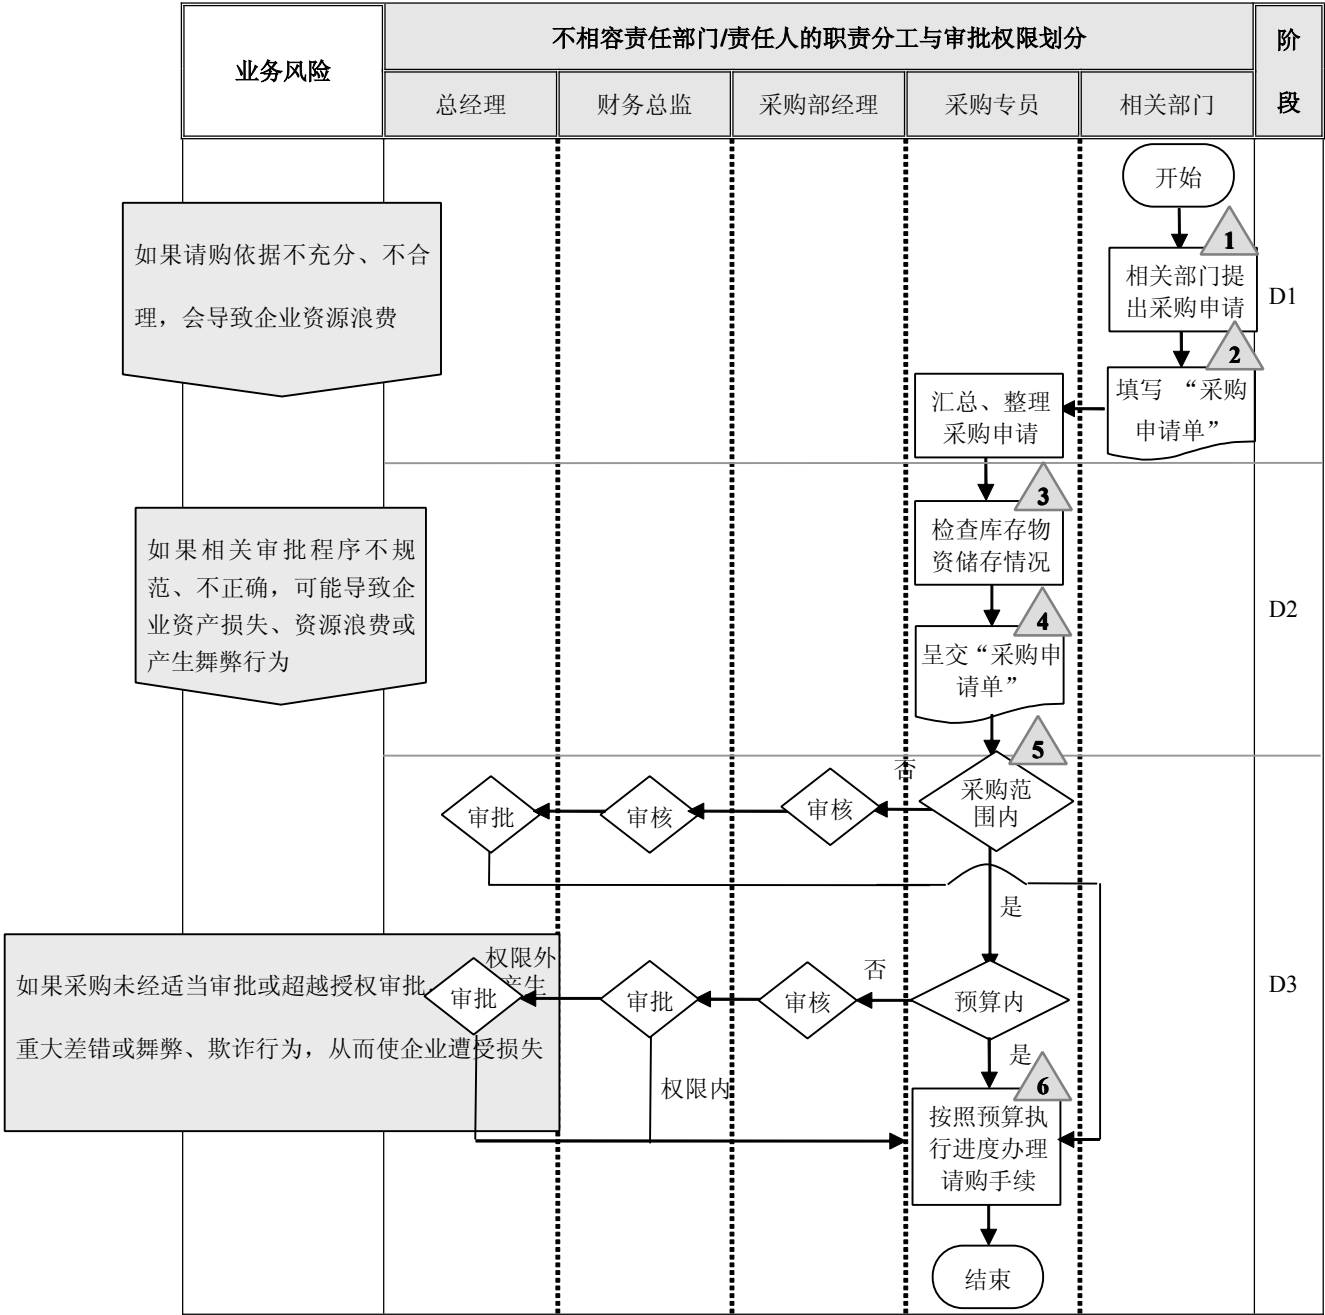 业务风险
不相容责任部门/责任人的职责分工与审批权限划分
阶
段
总经理
财务总监
采购部经理
采购专员
相关部门
开始
1
如果请购依据不充分、不合
理，会导致企业资源浪费
相关部门提
出采购申请
D1
2
填写 “采购
申请单”
汇总、整理
采购申请
3
检查库存物
资储存情况
如果相关审批程序不规
范、不正确，可能导致企
业资产损失、资源浪费或
产生舞弊行为
D2
4
呈交“采购申
请单”
5
否
采购范
围内
审核
审核
审批
是
权限外
否
如果采购未经适当审批或超越授权审批，
产生
重大差错或舞弊、欺诈行为，从而使企业遭受损失
审批
审批
审核
预算内
D3
是
权限内
6
按照预算执
行进度办理
请购手续
结束